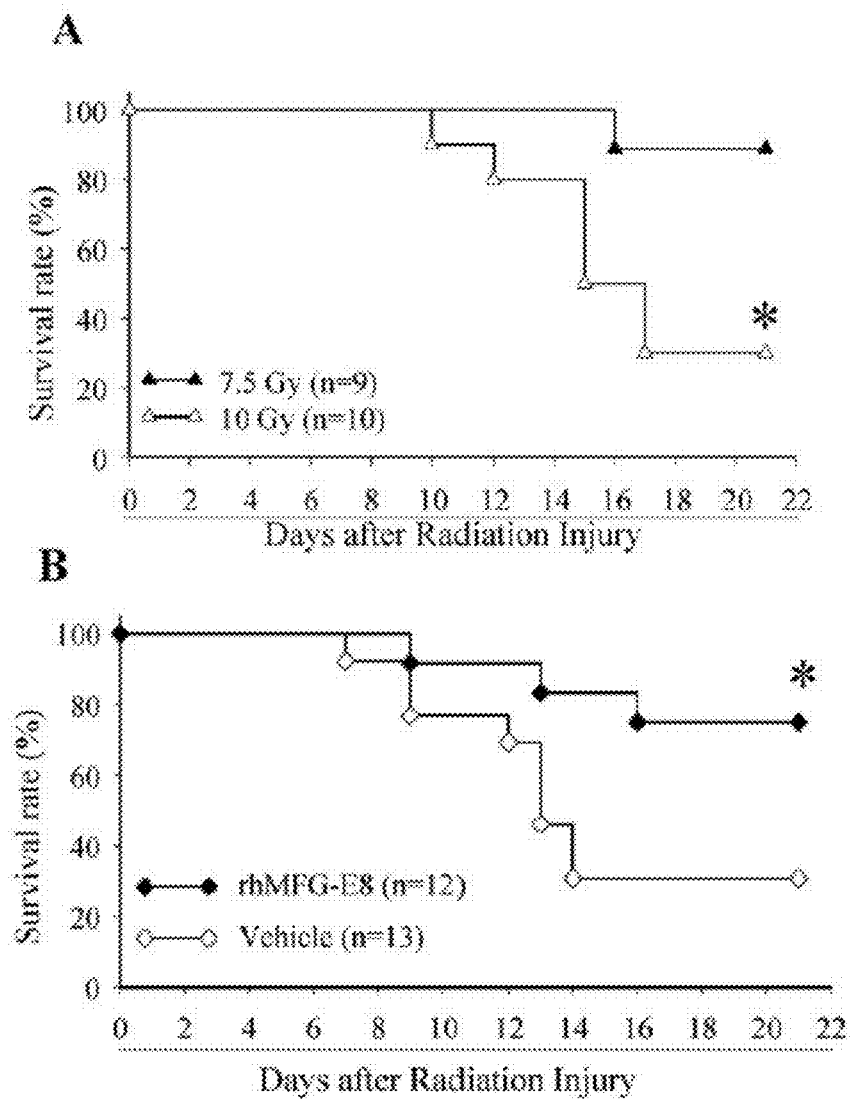 A
100
80
60
40
20
0
Survival rate (%)
7.5 Gy (n=9)
10 Gy (n=10)
*
0 2 4 6 8 10 12 14 16 18 20 22
Days after Radiation Injury
B
100
80
60
40
20
0
Survival rate (%)
rhMFG-E8 (n=12)
Vehicle (n=13)
*
0 2 4 6 8 10 12 14 16 18 20 22
Days after Radiation Injury